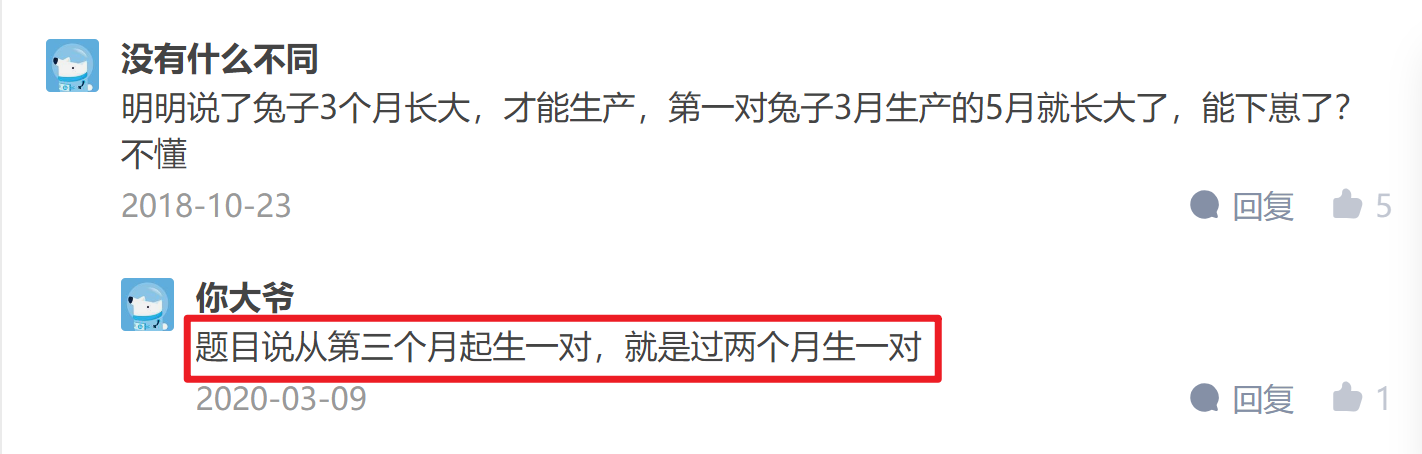 没有什么不同
明明说了兔子3个月长大，才能生产，第一对兔子3月生产的5月就长大了，能下崽了？
不懂
2018-10-23
回复
5
你大爷
题目说从第三个月起生一对，就是过两个月生一对
2020-03-09
回复
1